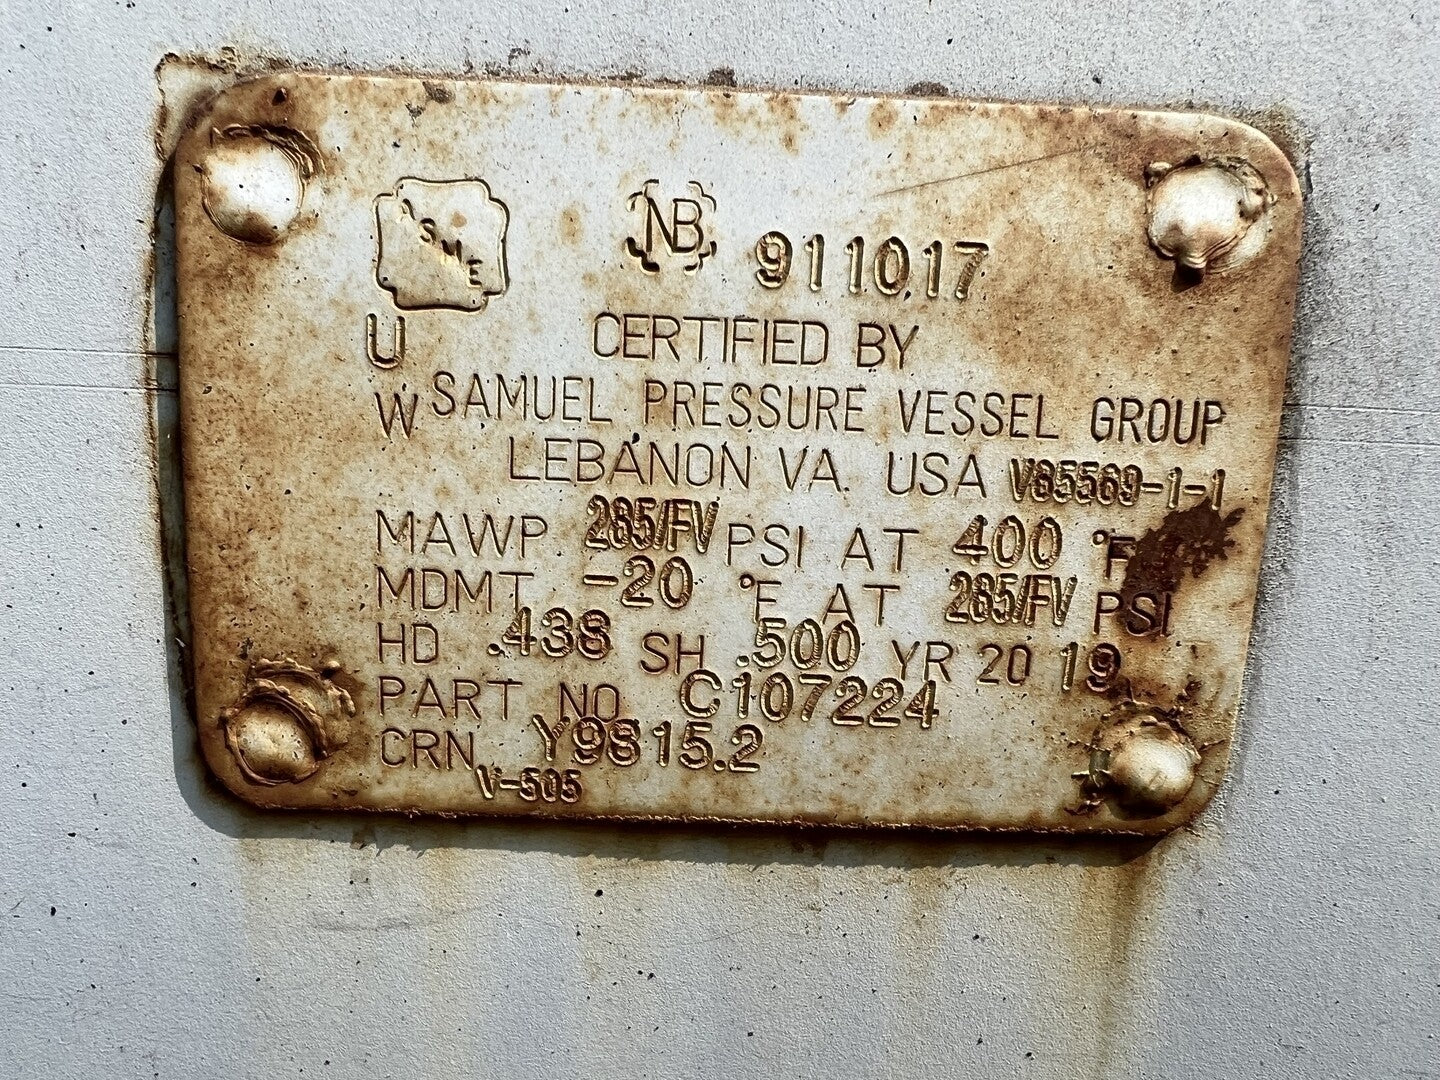 ASME NB 911017
U CERTIFIED BY
W SAMUEL PRESSURE VESSEL GROUP
LEBANON VA. USA V85569-1-1
MAWP 285/FV PSI AT 400 °F
MDMT -20 °F AT 285/FV PSI
HD .438 SH .500 YR 2019
PART NO C107224
CRN Y9815.2
V-505